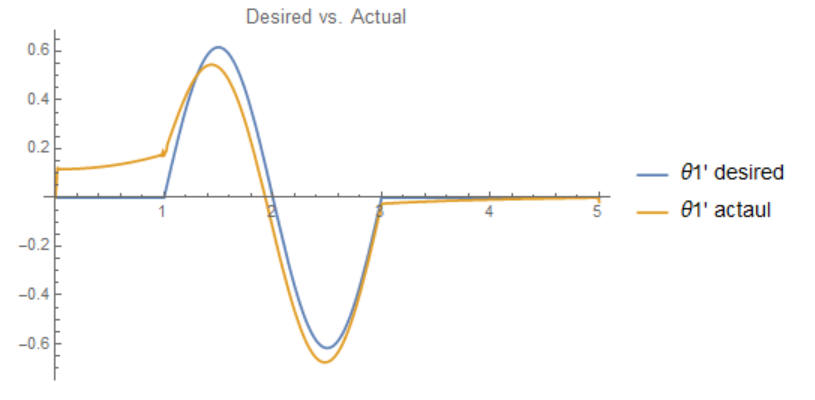 Desired vs. Actual
0.6
0.4
0.2
−0.2
−0.4
−0.6
1 2 3 4 5
θ1' desired
θ1' actaul